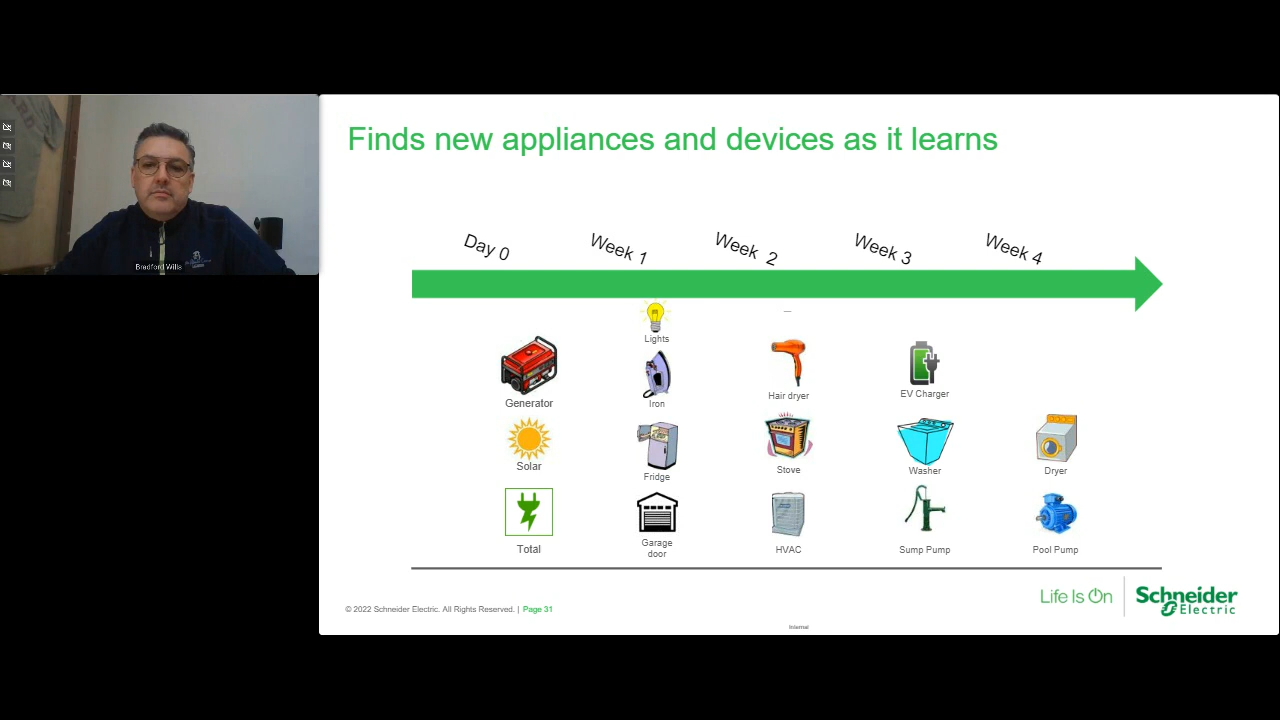 Finds new appliances and devices as it learns
Day 0
Week 1
Week 2
Week 3
Week 4
Lights
Generator
Iron
Hair dryer
EV Charger
Solar
Fridge
Stove
Washer
Dryer
Total
Garage
door
HVAC
Sump Pump
Pool Pump
Bradford Wills
© 2022 Schneider Electric. All Rights Reserved. | Page 31
Life Is On
Schneider
Electric
Internal